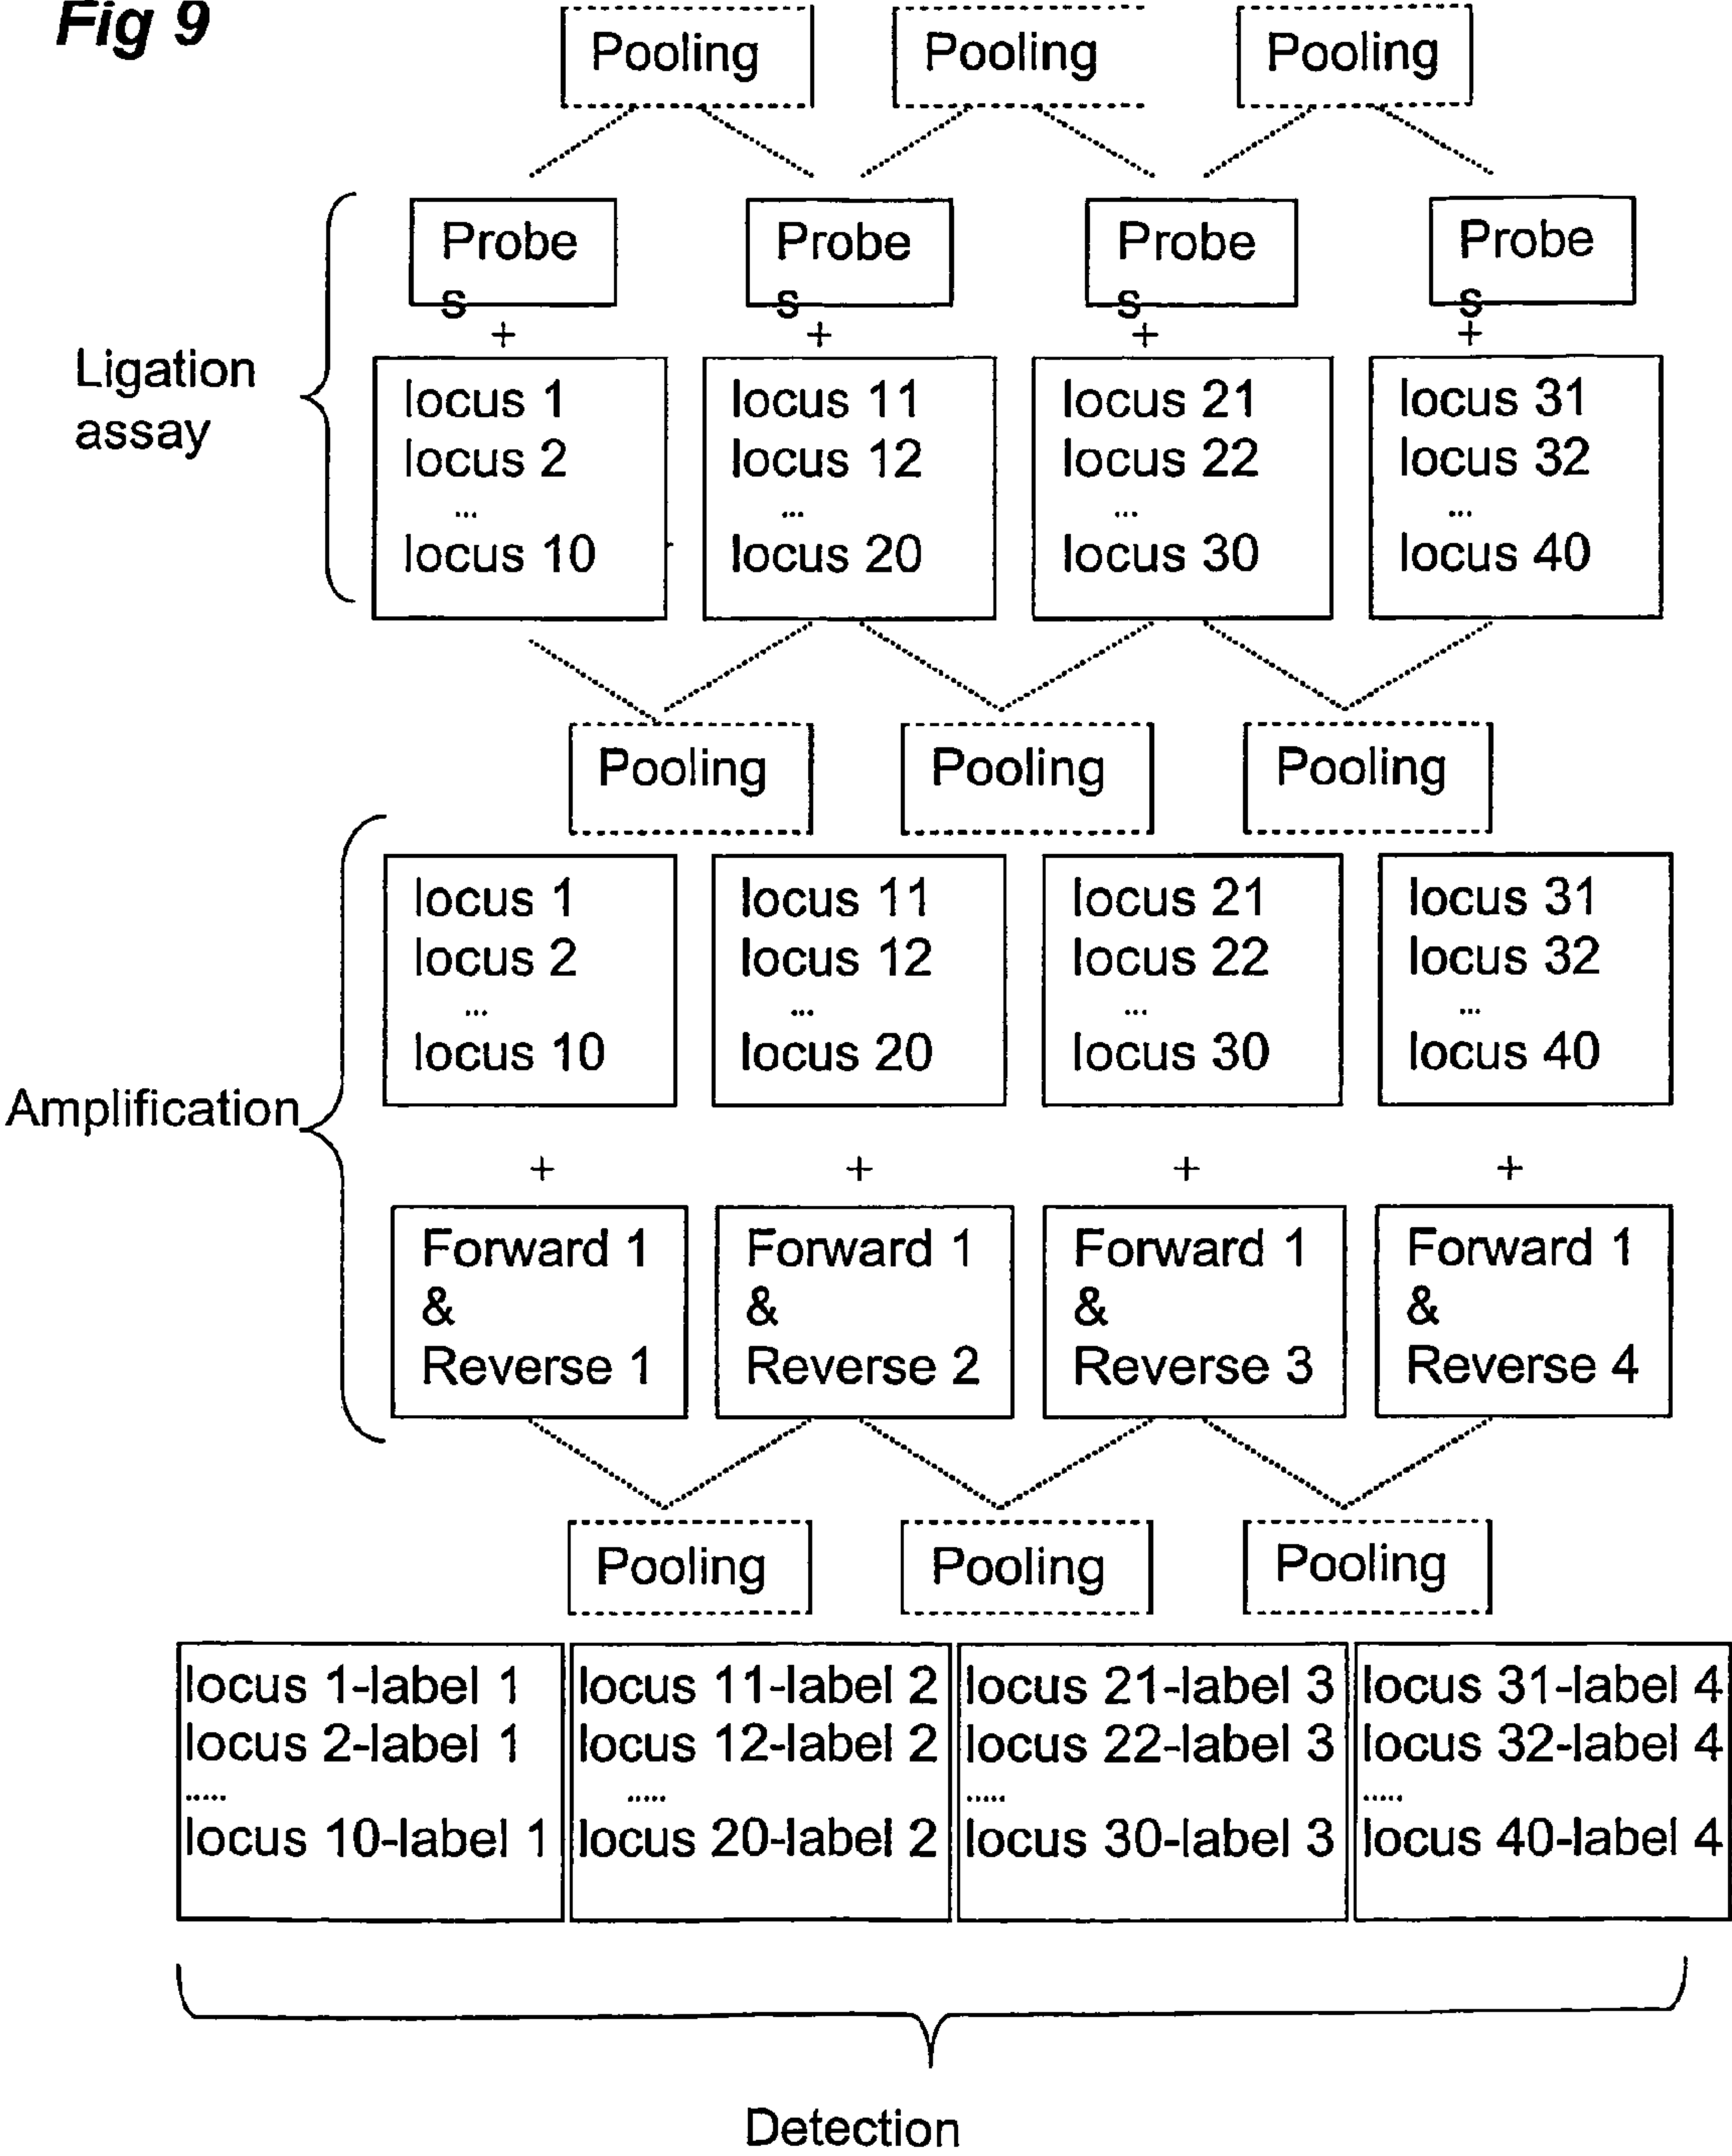 Fig 9
Pooling Pooling Pooling
Probe Probe Probe Probe
s s s s
+ + + +
Ligation
assay
locus 1 locus 11 locus 21 locus 31
locus 2 locus 12 locus 22 locus 32
... ... ... ...
locus 10 locus 20 locus 30 locus 40
Pooling Pooling Pooling
Amplification
locus 1 locus 11 locus 21 locus 31
locus 2 locus 12 locus 22 locus 32
... ... ... ...
locus 10 locus 20 locus 30 locus 40
+ + + +
Forward 1 Forward 1 Forward 1 Forward 1
& & & &
Reverse 1 Reverse 2 Reverse 3 Reverse 4
Pooling Pooling Pooling
locus 1-label 1 locus 11-label 2 locus 21-label 3 locus 31-label 4
locus 2-label 1 locus 12-label 2 locus 22-label 3 locus 32-label 4
..... ..... ..... .....
locus 10-label 1 locus 20-label 2 locus 30-label 3 locus 40-label 4
Detection